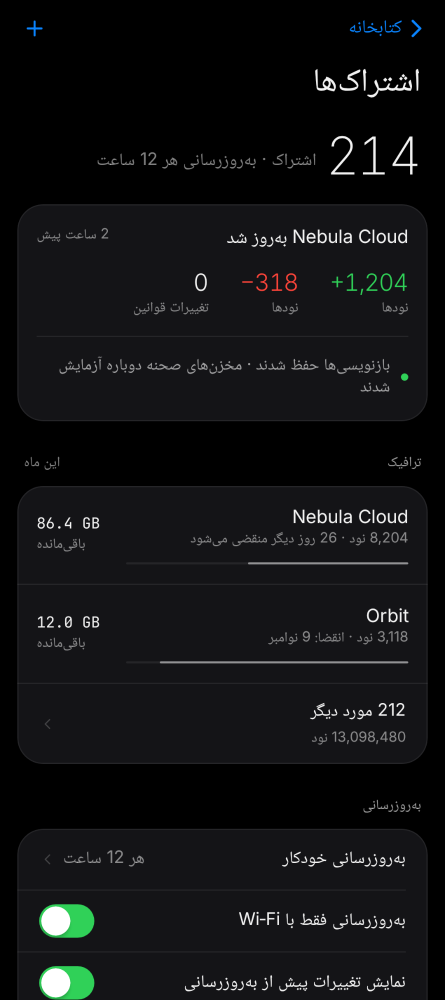 کتابخانه
اشتراک‌ها
214 اشتراک · به‌روزرسانی هر 12 ساعت
Nebula Cloud به‌روز شد
2 ساعت پیش
+1,204
−318
0
نودها
نودها
تغییرات قوانین
بازنویسی‌ها حفظ شدند · مخزن‌های صحنه دوباره آزمایش
شدند
ترافیک
این ماه
Nebula Cloud
86.4 GB
8,204 نود · 26 روز دیگر منقضی می‌شود
باقی‌مانده
Orbit
12.0 GB
3,118 نود · انقضا: 9 نوامبر
باقی‌مانده
212 مورد دیگر
13,098,480 نود
به‌روزرسانی
به‌روزرسانی خودکار
هر 12 ساعت
به‌روزرسانی فقط با Wi-Fi
نمایش تغییرات پیش از به‌روزرسانی